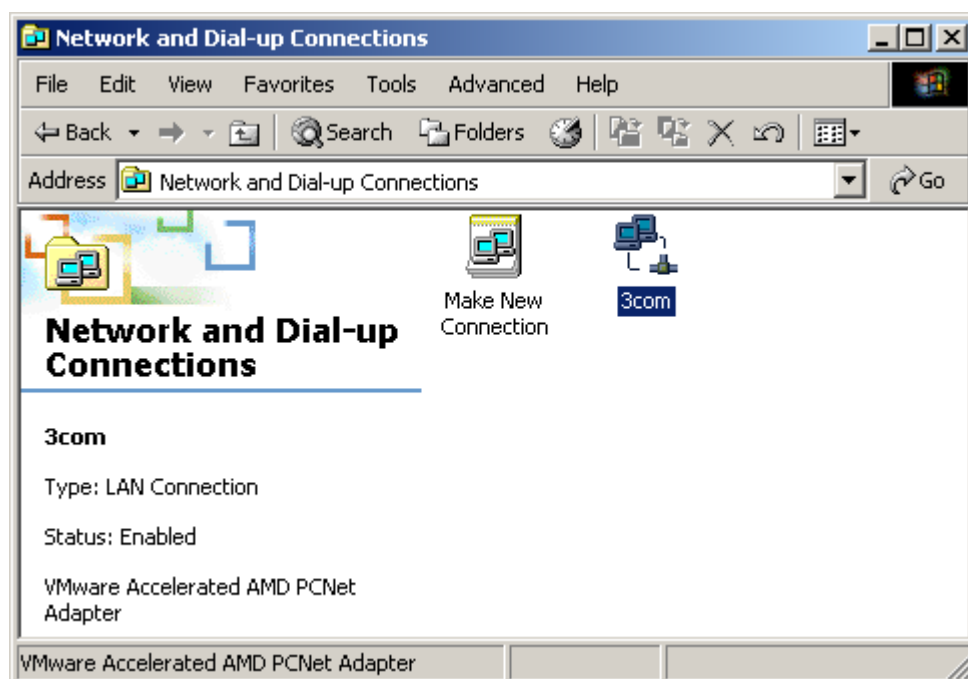 Network and Dial-up Connections
File Edit View Favorites Tools Advanced Help
Back Search Folders
Address Network and Dial-up Connections Go
Make New
Connection
3com
Network and Dial-up
Connections
3com
Type: LAN Connection
Status: Enabled
VMware Accelerated AMD PCNet
Adapter
VMware Accelerated AMD PCNet Adapter